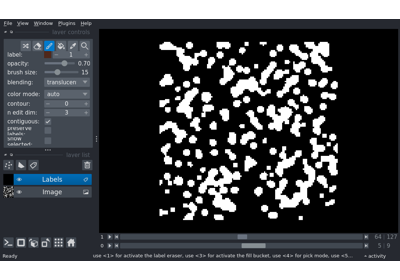 File View Window Plugins Help
layer controls
label: 1
opacity: 0.70
brush size: 15
blending: translucen
color mode: auto
contour: 0
n edit dim: 3
contiguous:
preserve labels:
show selected:
layer list
Labels
Image
1 64 127
0 5 9
Ready use <1> for activate the label eraser, use <3> for activate the fill bucket, use <4> for pick mode, use <5... activity